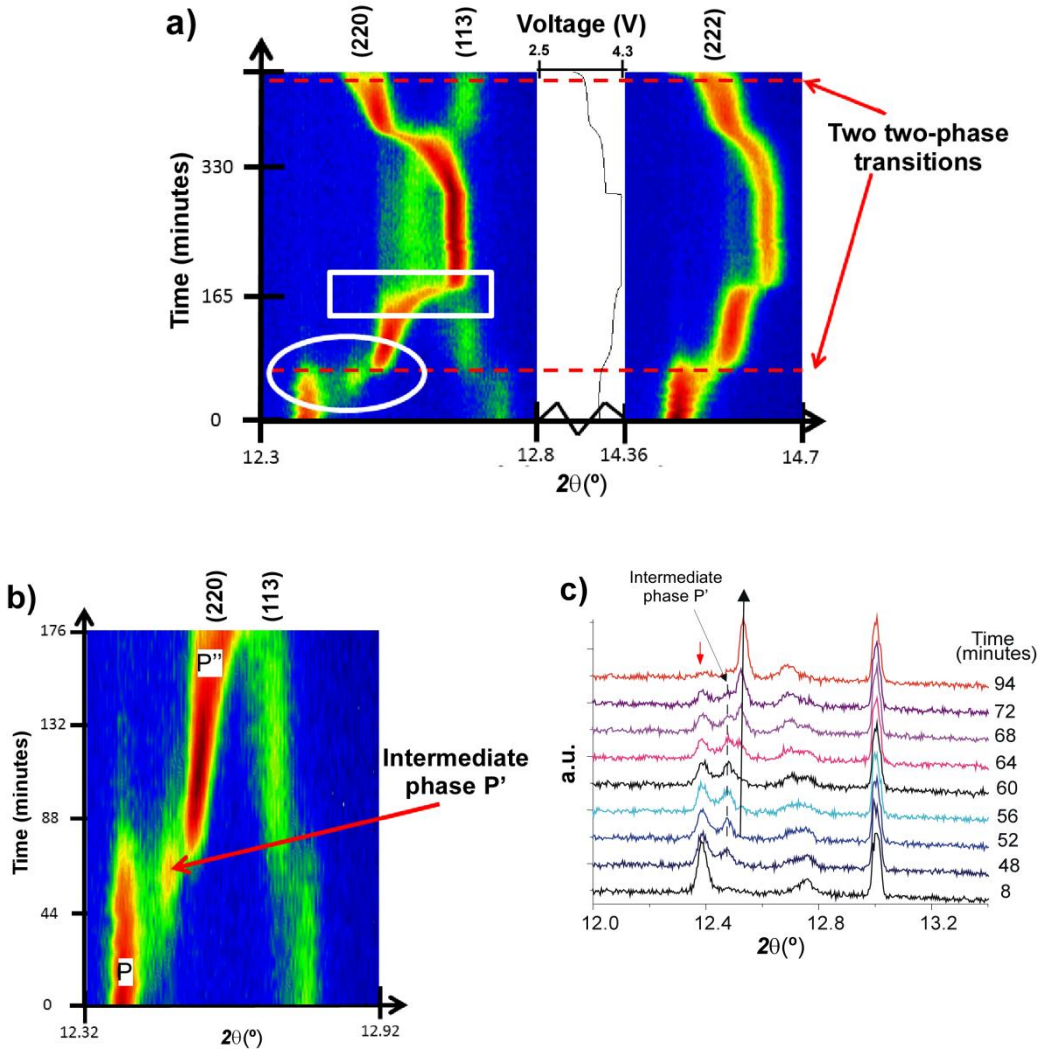 a)
(220)
(113)
Voltage (V)
2.5
4.3
(222)
Two two-phase
transitions
Time (minutes)
330
165
0
12.3
12.8
14.36
14.7
2θ(º)
b)
(220)
(113)
176
132
88
44
0
Time (minutes)
P''
P
Intermediate
phase P'
12.32
12.92
2θ(º)
c)
Intermediate
phase P'
Time
(minutes)
94
72
68
64
60
56
52
48
8
a.u.
12.0
12.4
12.8
13.2
2θ(º)